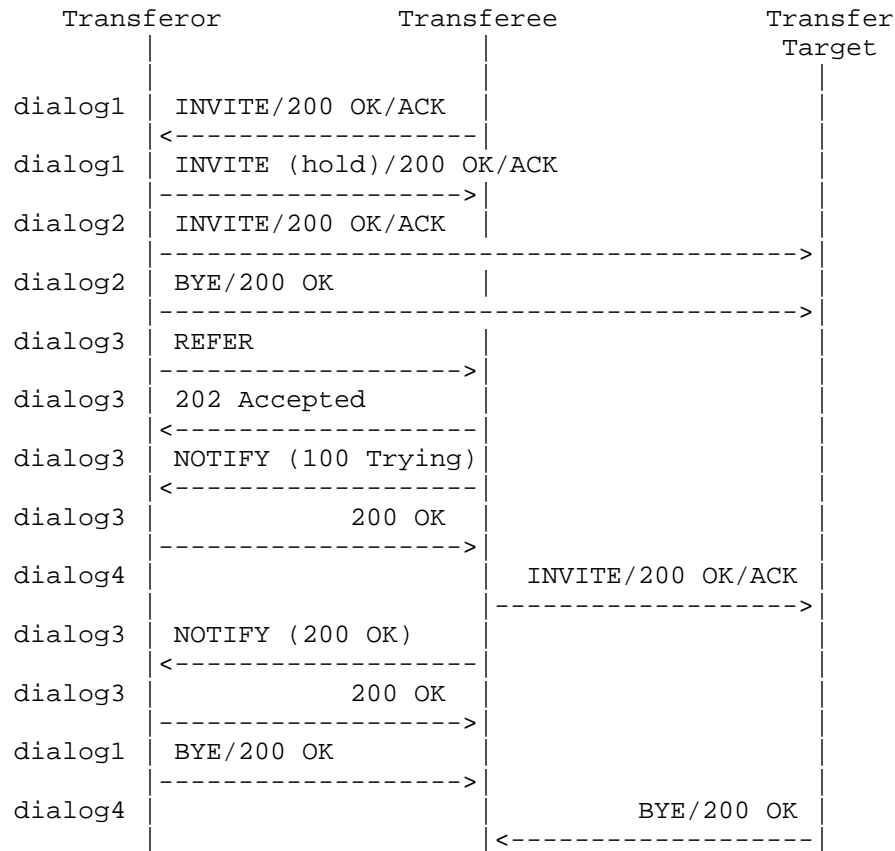 Transferor Transferee Transfer
Target
dialog1 INVITE/200 OK/ACK
dialog1 INVITE (hold)/200 OK/ACK
dialog2 INVITE/200 OK/ACK
dialog2 BYE/200 OK
dialog3 REFER
dialog3 202 Accepted
dialog3 NOTIFY (100 Trying)
dialog3 200 OK
dialog4 INVITE/200 OK/ACK
dialog3 NOTIFY (200 OK)
dialog3 200 OK
dialog1 BYE/200 OK
dialog4 BYE/200 OK